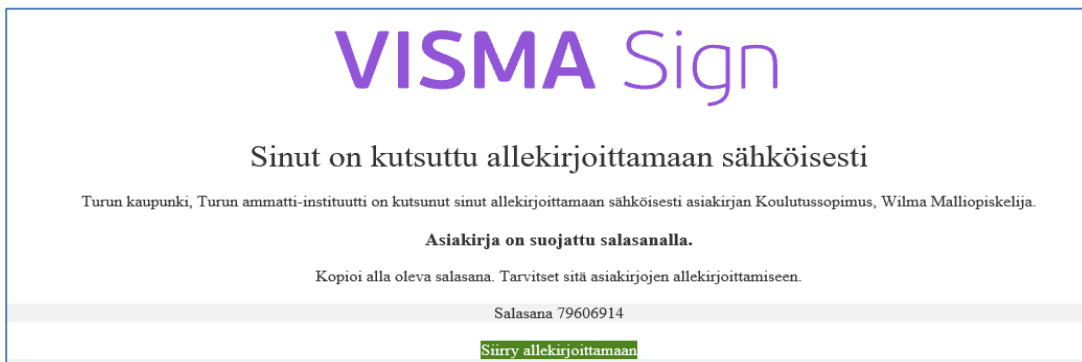 VISMA Sign
Sinut on kutsuttu allekirjoittamaan sähköisesti
Turun kaupunki, Turun ammatti-instituutti on kutsunut sinut allekirjoittamaan sähköisesti asiakirjan Koulutussopimus, Wilma Malliopiskelija.
Asiakirja on suojattu salasanalla.
Kopioi alla oleva salasana. Tarvitset sitä asiakirjojen allekirjoittamiseen.
Salasana 79606914
Siirry allekirjoittamaan